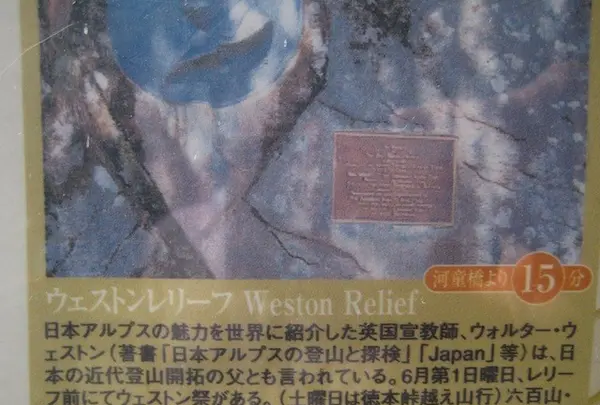 河童橋より 15 分
ウェストンレリーフ Weston Relief
日本アルプスの魅力を世界に紹介した英国宣教師、ウォルター・ウ
ェストン（著書「日本アルプスの登山と探検」「Japan」等）は、日
本の近代登山開拓の父とも言われている。6月第1日曜日、レリー
フ前にてウェストン祭がある。（土曜日は徳本峠越え山行）六百山・